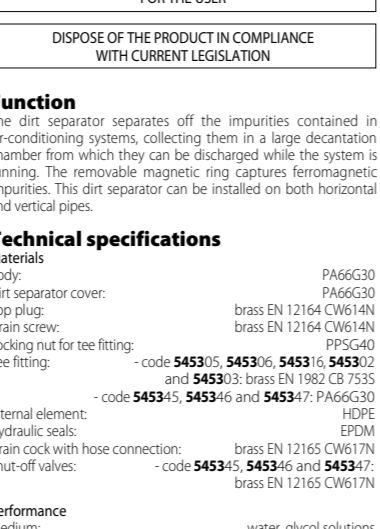 FOR THE USER
DISPOSE OF THE PRODUCT IN COMPLIANCE
WITH CURRENT LEGISLATION
unction
he dirt separator separates off the impurities contained in
ir-conditioning systems, collecting them in a large decantation
hamber from which they can be discharged while the system is
unning. The removable magnetic ring captures ferromagnetic
mpurities. This dirt separator can be installed on both horizontal
nd vertical pipes.
echnical specifications
aterials
ody: PA66G30
irt separator cover: PA66G30
op plug: brass EN 12164 CW614N
rain screw: brass EN 12164 CW614N
ocking nut for tee fitting: PPSG40
ee fitting: - code 545305, 545306, 545316, 545302
and 545303: brass EN 1982 CB 753S
- code 545345, 545346 and 545347: PA66G30
ternal element: HDPE
ydraulic seals: EPDM
rain cock with hose connection: brass EN 12165 CW617N
hut-off valves: - code 545345, 545346 and 545347:
brass EN 12165 CW617N
erformance
edium: water, glycol solutions